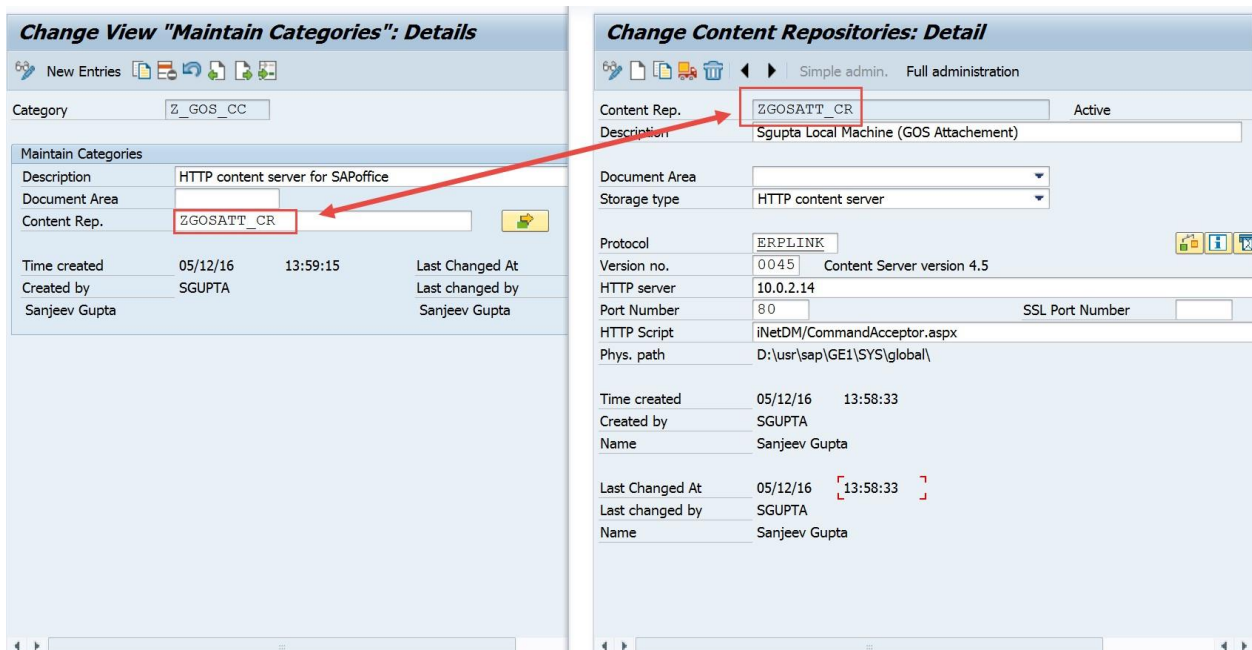 Change View "Maintain Categories": Details
New Entries
Category Z_GOS_CC
Maintain Categories
Description HTTP content server for SAPoffice
Document Area
Content Rep. ZGOSATT_CR
Time created 05/12/16 13:59:15 Last Changed At
Created by SGUPTA Last changed by
Sanjeev Gupta Sanjeev Gupta
Change Content Repositories: Detail
Simple admin. Full administration
Content Rep. ZGOSATT_CR Active
Description Sgupta Local Machine (GOS Attachement)
Document Area
Storage type HTTP content server
Protocol ERPLINK
Version no. 0045 Content Server version 4.5
HTTP server 10.0.2.14
Port Number 80 SSL Port Number
HTTP Script iNetDM/CommandAcceptor.aspx
Phys. path D:\usr\sap\GE1\SYS\global\
Time created 05/12/16 13:58:33
Created by SGUPTA
Name Sanjeev Gupta
Last Changed At 05/12/16 13:58:33
Last changed by SGUPTA
Name Sanjeev Gupta